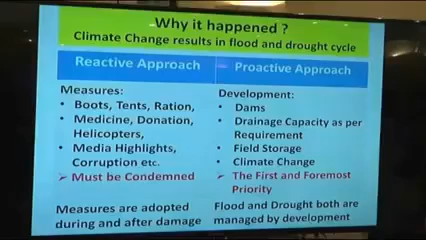 Why it happened ?
Climate Change results in flood and drought cycle
Reactive Approach
Proactive Approach
Measures:
• Boots, Tents, Ration,
• Medicine, Donation,
Helicopters,
• Media Highlights,
Corruption etc.
➢ Must be Condemned
Measures are adopted
during and after damage
Development:
• Dams
• Drainage Capacity as per
Requirement
• Field Storage
• Climate Change
➢ The First and Foremost
Priority
Flood and Drought both are
managed by development